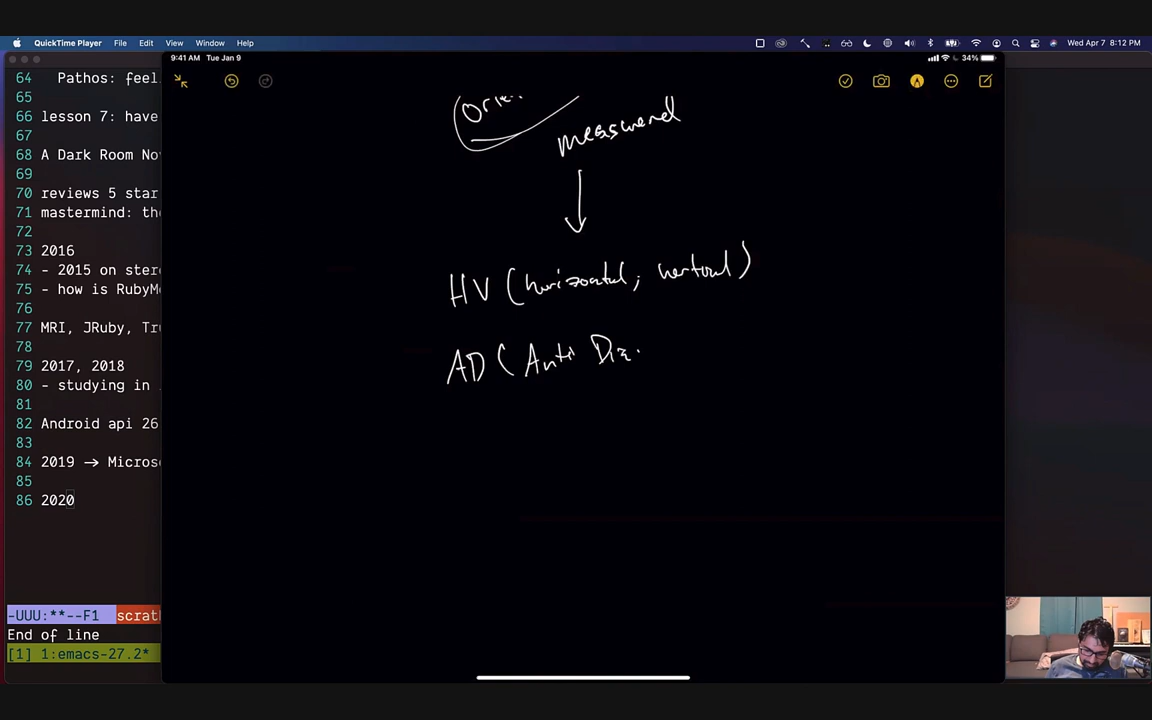 QuickTime Player File Edit View Window Help Wed Apr 7 8:12 PM
9:41 AM Tue Jan 9 34%
64 Pathos: feel
65
66 lesson 7: have
67
68 A Dark Room No
69
70 reviews 5 star
71 mastermind: th
72
73 2016
74 - 2015 on ster
75 - how is RubyM
76
77 MRI, JRuby, Tru
78
79 2017, 2018
80 - studying in
81
82 Android api 26
83
84 2019 → Micros
85
86 2020
-UUU:**--F1 scrat
End of line
[1] 1:emacs-27.2*
measured
HV (horizontal, vertical)
AD (Anti Dia